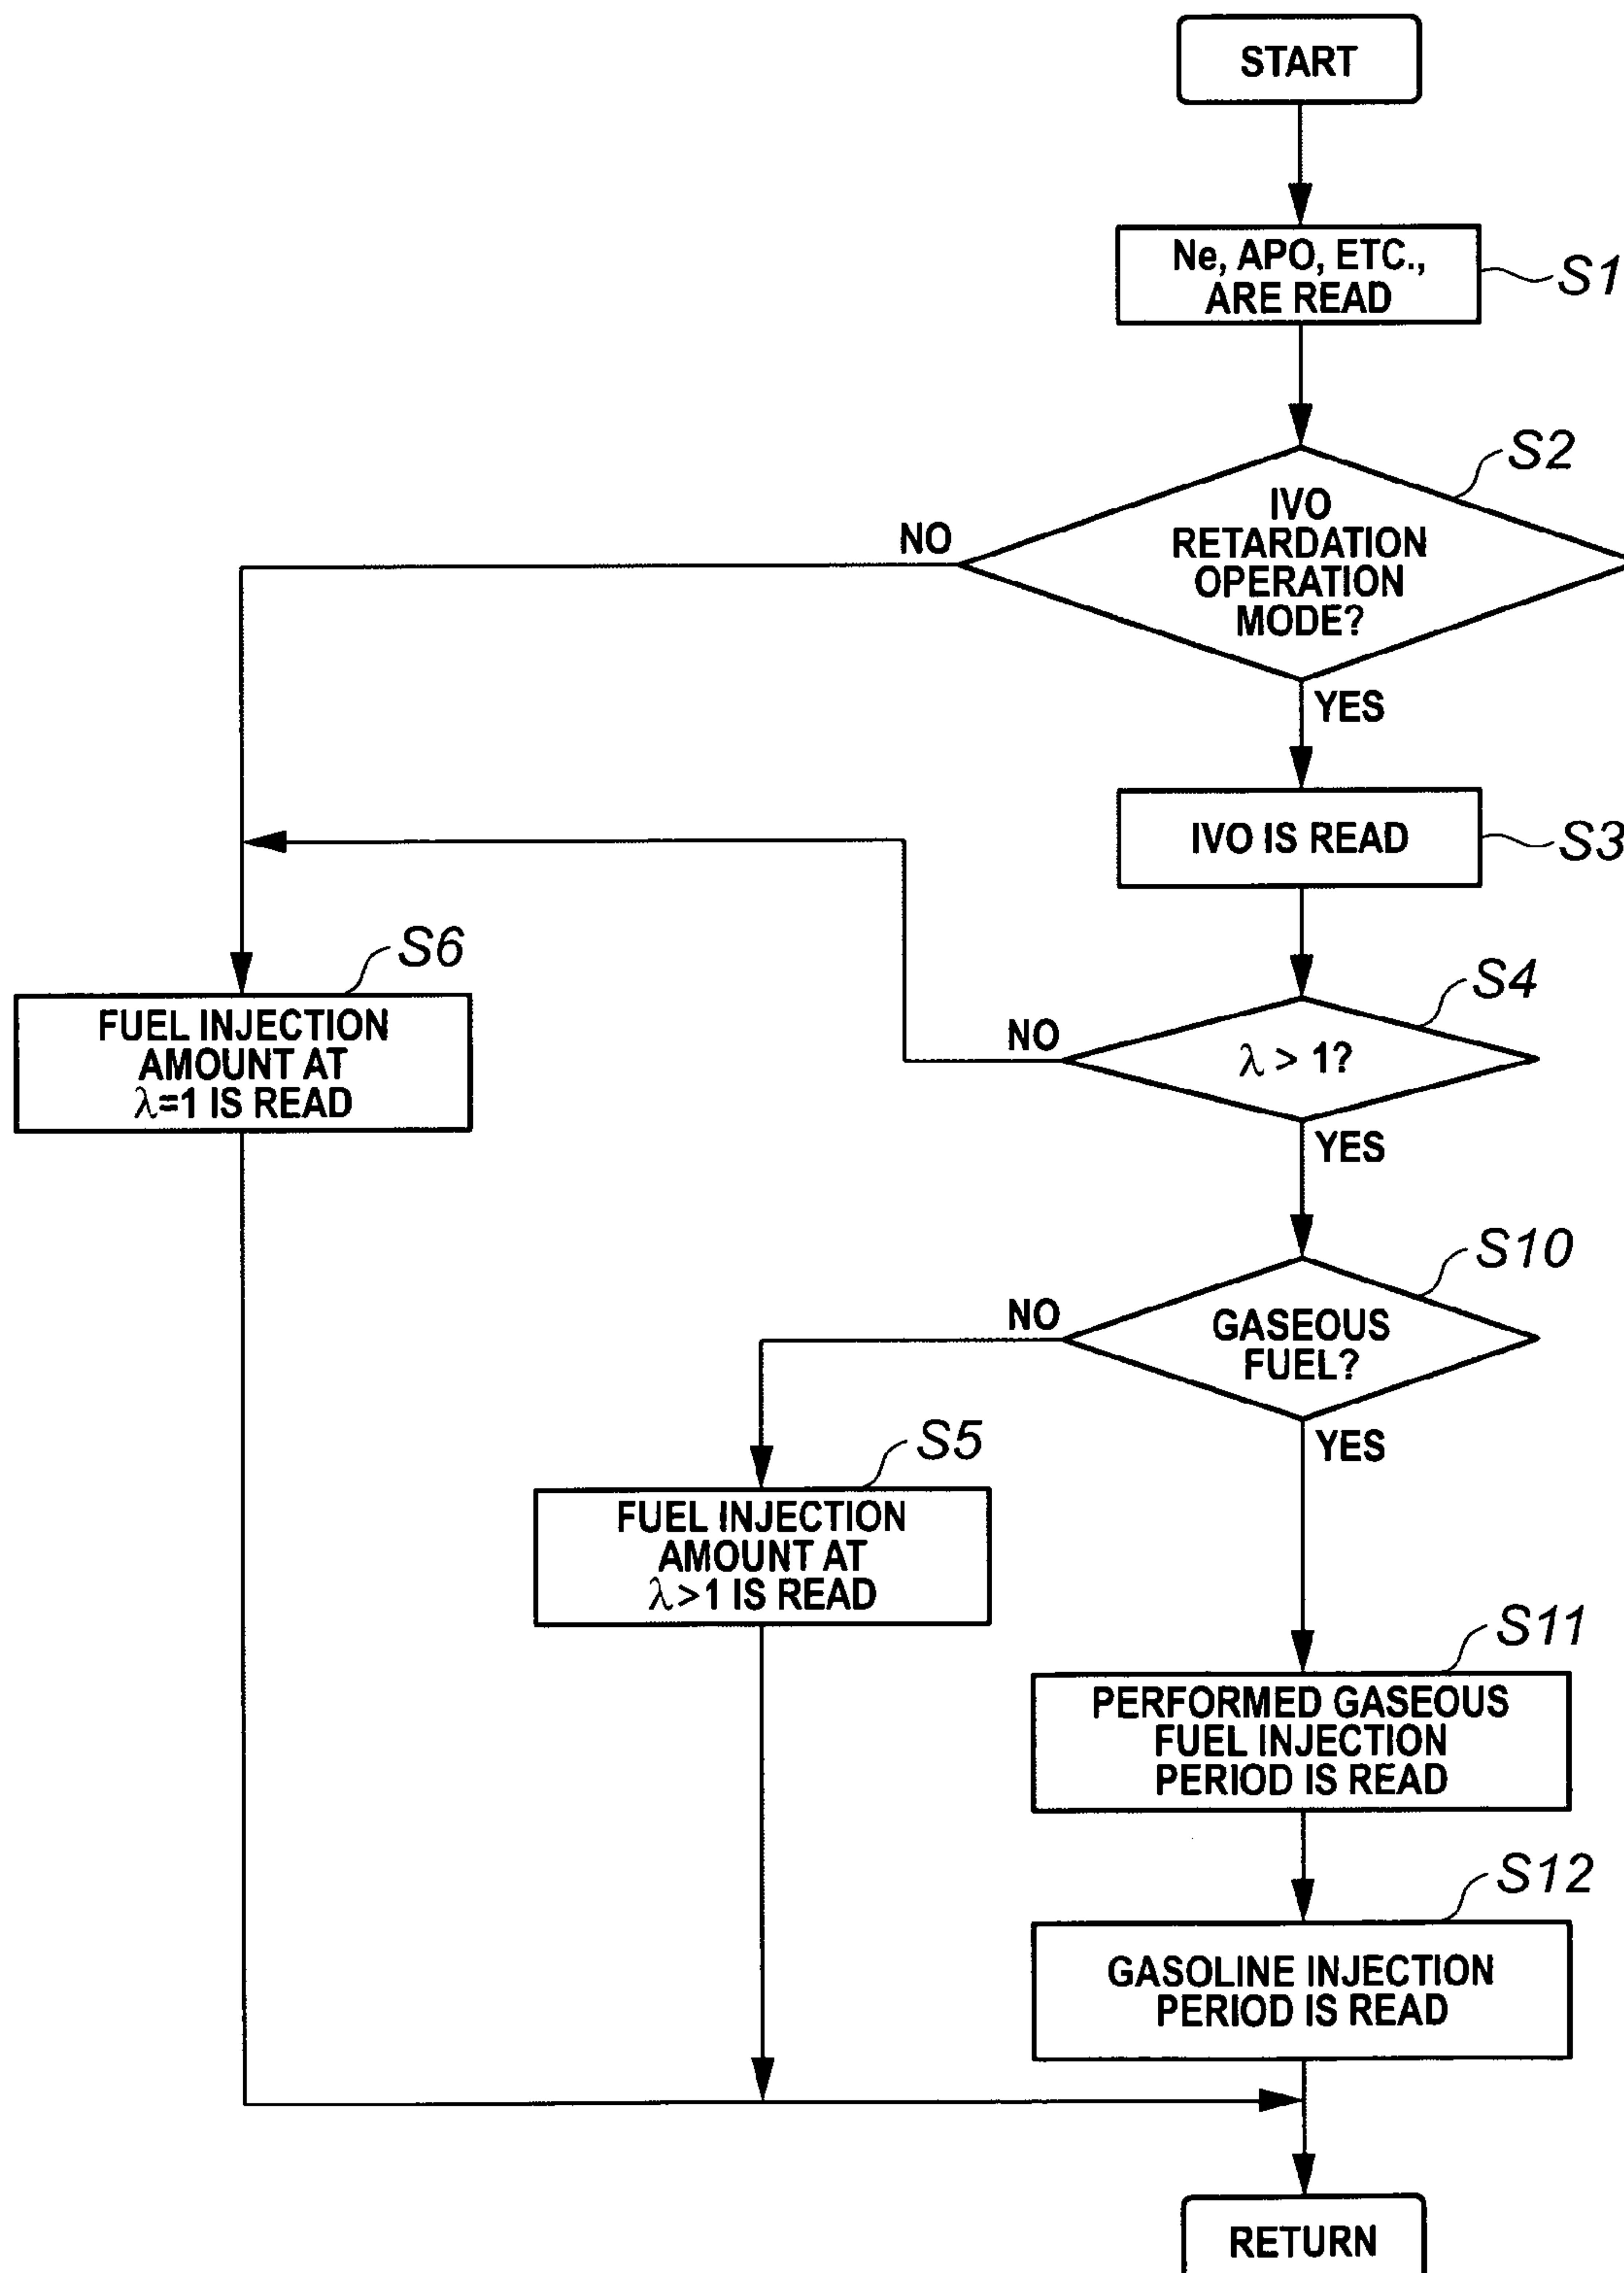 START
Ne, APO, ETC.,
ARE READ
S1
S2
IVO
RETARDATION
OPERATION
MODE?
NO
YES
IVO IS READ
S3
S6
FUEL INJECTION
AMOUNT AT
λ=1 IS READ
S4
NO
λ > 1?
YES
S10
NO
GASEOUS
FUEL?
YES
S5
FUEL INJECTION
AMOUNT AT
λ>1 IS READ
S11
PERFORMED GASEOUS
FUEL INJECTION
PERIOD IS READ
S12
GASOLINE INJECTION
PERIOD IS READ
RETURN